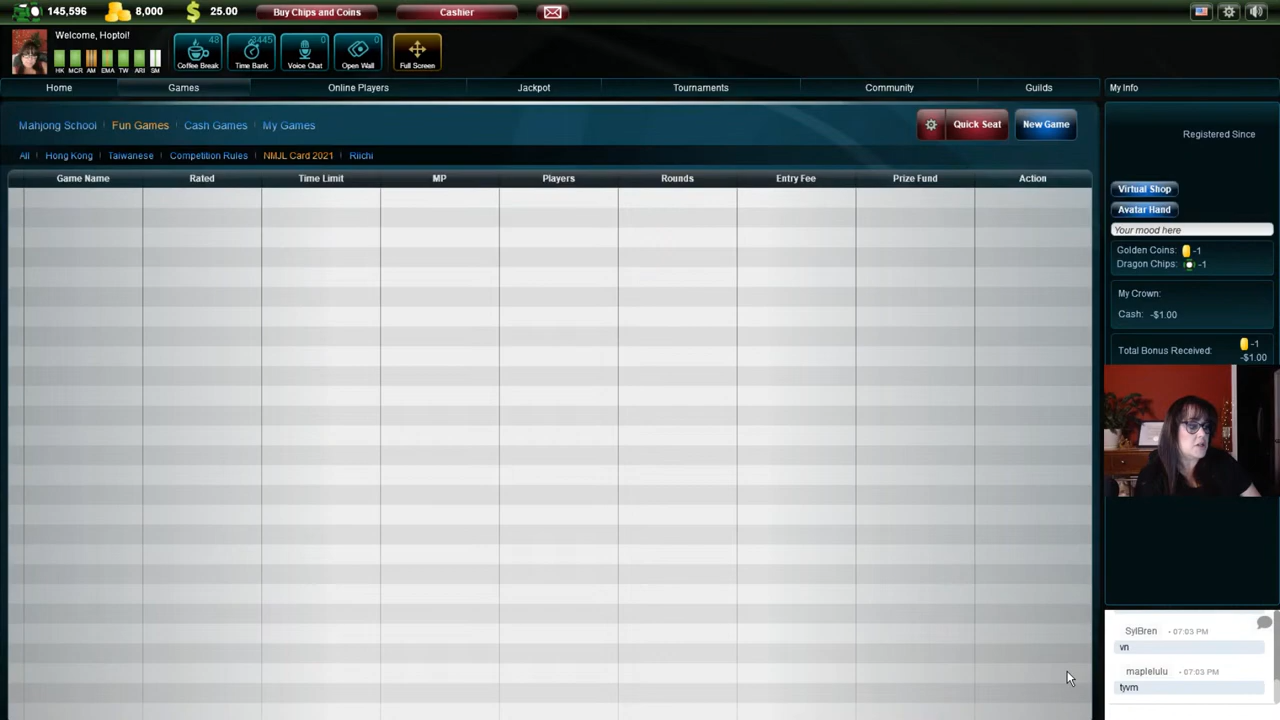 145,596 8,000 25.00 Buy Chips and Coins Cashier
Welcome, Hoptoi!
HK MCR AM EMA TW ARI SM
48 Coffee Break
3445 Time Bank
0 Voice Chat
0 Open Wall
Full Screen
Home Games Online Players Jackpot Tournaments Community Guilds My Info
Mahjong School Fun Games Cash Games My Games Quick Seat New Game
Registered Since
All Hong Kong Taiwanese Competition Rules NMJL Card 2021 Riichi
Game Name Rated Time Limit MP Players Rounds Entry Fee Prize Fund Action
Virtual Shop
Avatar Hand
Your mood here
Golden Coins: -1
Dragon Chips: -1
My Crown:
Cash: -$1.00
Total Bonus Received: -1
-$1.00
SylBren • 07:03 PM
vn
maplelulu • 07:03 PM
tyvm